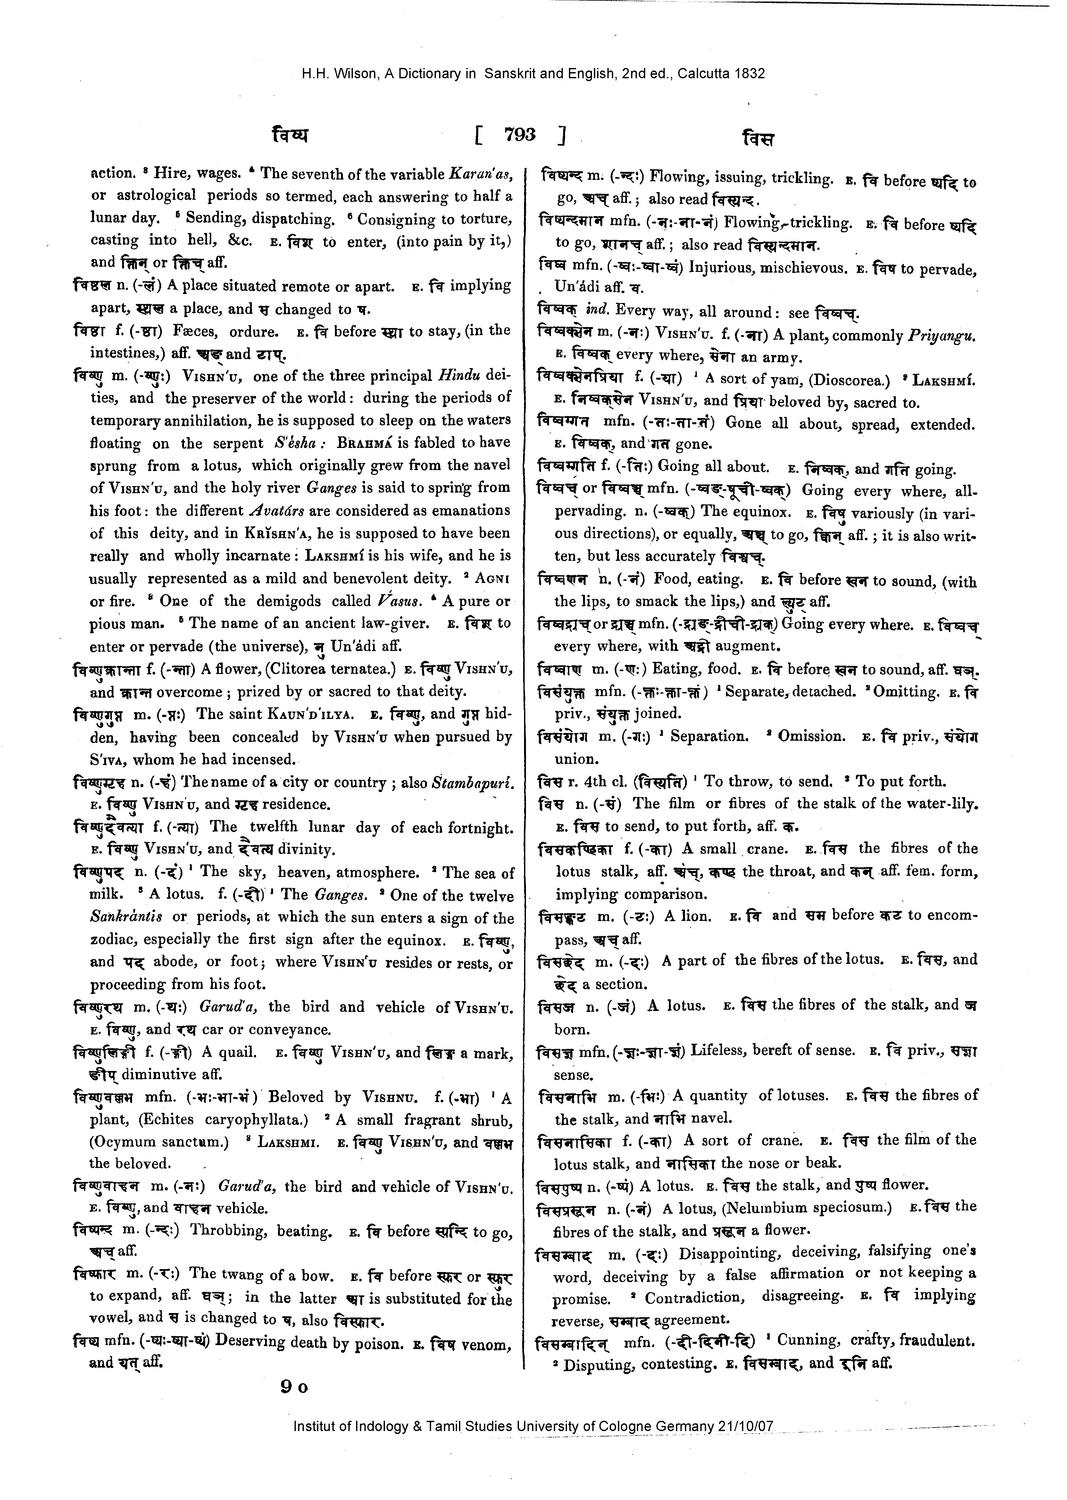 H.H. Wilson, A Dictionary in Sanskrit and English, 2nd ed., Calcutta 1832
विष्य [ 793 ] विस
action. ³ Hire, wages. ⁴ The seventh of the variable Karan'as,
or astrological periods so termed, each answering to half a
lunar day. ⁵ Sending, dispatching. ⁶ Consigning to torture,
casting into hell, &c. E. विश् to enter, (into pain by it,)
and क्तिन् or क्तिच् aff.
विष्ठल n. (-लं) A place situated remote or apart. E. वि implying
apart, स्थल a place, and स changed to ष.
विष्ठा f. (-ष्ठा) Fæces, ordure. E. वि before स्था to stay, (in the
intestines,) aff. अङ् and टाप्.
विष्णु m. (-ष्णुः) VISHN'U, one of the three principal Hindu dei-
ties, and the preserver of the world : during the periods of
temporary annihilation, he is supposed to sleep on the waters
floating on the serpent S'ésha : BRAHMÁ is fabled to have
sprung from a lotus, which originally grew from the navel
of VISHN'U, and the holy river Ganges is said to spring from
his foot : the different Avatárs are considered as emanations
of this deity, and in KRĬSHN'A, he is supposed to have been
really and wholly incarnate : LAKSHMÍ is his wife, and he is
usually represented as a mild and benevolent deity. ² AGNI
or fire. ³ One of the demigods called Vasus. ⁴ A pure or
pious man. ⁵ The name of an ancient law-giver. E. विश् to
enter or pervade (the universe), नु Un'ádi aff.
विष्णुक्रान्ता f. (-न्ता) A flower, (Clitorea ternatea.) E. विष्णु VISHN'U,
and क्रान्त overcome ; prized by or sacred to that deity.
विष्णुगुप्त m. (-प्तः) The saint KAUN'D'ILYA. E. विष्णु, and गुप्त hid-
den, having been concealed by VISHN'U when pursued by
S'IVA, whom he had incensed.
विष्णुगृह n. (-हं) The name of a city or country ; also Stambapurí.
E. विष्णु VISHN'U, and गृह residence.
विष्णुदैवत्या f. (-त्या) The twelfth lunar day of each fortnight.
E. विष्णु VISHN'U, and दैवत्य divinity.
विष्णुपद n. (-दं) ¹ The sky, heaven, atmosphere. ² The sea of
milk. ³ A lotus. f. (-दी) ¹ The Ganges. ² One of the twelve
Sankràntis or periods, at which the sun enters a sign of the
zodiac, especially the first sign after the equinox. E. विष्णु,
and पद् abode, or foot ; where VISHN'U resides or rests, or
proceeding from his foot.
विष्णुरथ m. (-थः) Garud'a, the bird and vehicle of VISHN'U.
E. विष्णु, and रथ car or conveyance.
विष्णुलिङ्गी f. (-ङ्गी) A quail. E. विष्णु VISHN'U, and लिङ्ग a mark,
ङीप् diminutive aff.
विष्णुवल्लभ mfn. (-भः-भा-भं) Beloved by VISHNU. f. (-भा) ¹ A
plant, (Echites caryophyllata.) ² A small fragrant shrub,
(Ocymum sanctum.) ³ LAKSHMI. E. विष्णु VISHN'U, and वल्लभ
the beloved.
विष्णुवाहन m. (-नः) Garud'a, the bird and vehicle of VISHN'U.
E. विष्णु, and वाहन vehicle.
विष्पन्द m. (-न्दः) Throbbing, beating. E. वि before स्पदि to go,
अच् aff.
विष्फार m. (-रः) The twang of a bow. E. वि before स्फर or स्फुर
to expand, aff. घञ्; in the latter आ is substituted for the
vowel, and स is changed to ष, also विस्फार.
विष्य mfn. (-ष्यः-ष्या-ष्यं) Deserving death by poison. E. विष venom,
and यत् aff.
विष्यन्द m. (-न्दः) Flowing, issuing, trickling. E. वि before ष्यदि to
go, अच् aff. ; also read विस्यन्द.
विष्यन्दमान mfn. (-नः-ना-नं) Flowing, trickling. E. वि before ष्यदि
to go, शानच् aff. ; also read विस्यन्दमान.
विष्व mfn. (-ष्वः-ष्वा-ष्वं) Injurious, mischievous. E. विष to pervade,
Un'ádi aff. व.
विष्वक् ind. Every way, all around : see विष्वच्.
विष्वक्सेन m. (-नः) VISHN'U. f. (-ना) A plant, commonly Priyangu.
E. विष्वक् every where, सेना an army.
विष्वक्सेनप्रिया f. (-या) ¹ A sort of yam, (Dioscorea.) ² LAKSHMÍ.
E. विष्वक्सेन VISHN'U, and प्रिया beloved by, sacred to.
विष्वग्गत mfn. (-तः-ता-तं) Gone all about, spread, extended.
E. विष्वक्, and गत gone.
विष्वग्गति f. (-तिः) Going all about. E. विष्वक्, and गति going.
विष्वच् or विष्वञ्च mfn. (-ष्वङ्-षूची-ष्वक्) Going every where, all-
pervading. n. (-ष्वक्) The equinox. E. विषु variously (in vari-
ous directions), or equally, अञ्च to go, क्विन् aff. ; it is also writ-
ten, but less accurately विश्वच्.
विष्वणन n. (-नं) Food, eating. E. वि before स्वन to sound, (with
the lips, to smack the lips,) and ल्युट् aff.
विष्वद्राच् or द्राञ्च mfn. (-द्राङ्-द्रीची-द्राक्) Going every where. E. विष्वच्
every where, with अद्री augment.
विष्वाण m. (-णः) Eating, food. E. वि before स्वन to sound, aff. घञ्.
विसंयुक्त mfn. (-क्तः-क्ता-क्तं) ¹ Separate, detached. ² Omitting. E. वि
priv., संयुक्त joined.
विसंयोग m. (-गः) ¹ Separation. ² Omission. E. वि priv., संयोग
union.
विस r. 4th cl. (विस्यति) ¹ To throw, to send. ² To put forth.
विस n. (-सं) The film or fibres of the stalk of the water-lily.
E. विस to send, to put forth, aff. क.
विसकण्ठिका f. (-का) A small crane. E. विस the fibres of the
lotus stalk, aff. अच्, कण्ठ the throat, and कन् aff. fem. form,
implying comparison.
विसङ्कट m. (-टः) A lion. E. वि and सम before कट to encom-
pass, अच् aff.
विसच्छेद m. (-दः) A part of the fibres of the lotus. E. विस, and
छेद a section.
विसज n. (-जं) A lotus. E. विस the fibres of the stalk, and ज
born.
विसञ्ज्ञ mfn. (-ञ्ज्ञः-ञ्ज्ञा-ञ्ज्ञं) Lifeless, bereft of sense. E. वि priv., सञ्ज्ञा
sense.
विसनाभि m. (-भिः) A quantity of lotuses. E. विस the fibres of
the stalk, and नाभि navel.
विसनासिका f. (-का) A sort of crane. E. विस the film of the
lotus stalk, and नासिका the nose or beak.
विसपुष्प n. (-ष्पं) A lotus. E. विस the stalk, and पुष्प flower.
विसप्रसून n. (-नं) A lotus, (Nelumbium speciosum.) E. विस the
fibres of the stalk, and प्रसून a flower.
विसम्वाद m. (-दः) Disappointing, deceiving, falsifying one's
word, deceiving by a false affirmation or not keeping a
promise. ² Contradiction, disagreeing. E. वि implying
reverse, सम्वाद agreement.
विसम्वादिन् mfn. (-दी-दिनी-दि) ¹ Cunning, crafty, fraudulent.
² Disputing, contesting. E. विसम्वाद, and इनि aff.
9 o
Institut of Indology & Tamil Studies University of Cologne Germany 21/10/07